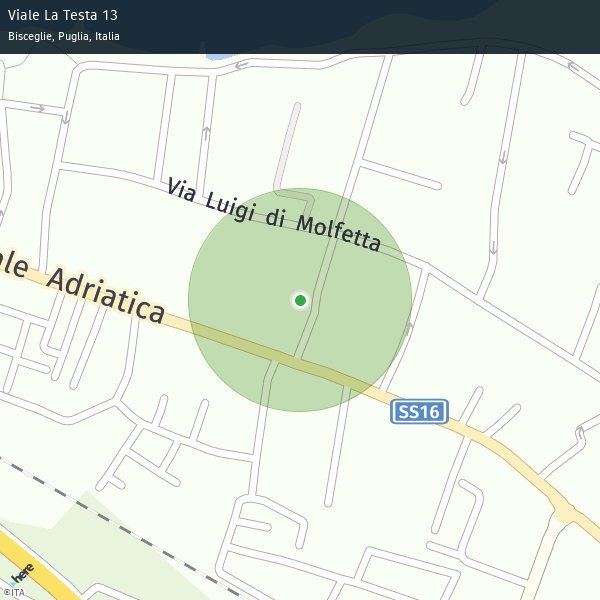 Viale La Testa 13
Bisceglie, Puglia, Italia
Via Luigi di Molfetta
ale Adriatica
SS16
here
©ITA